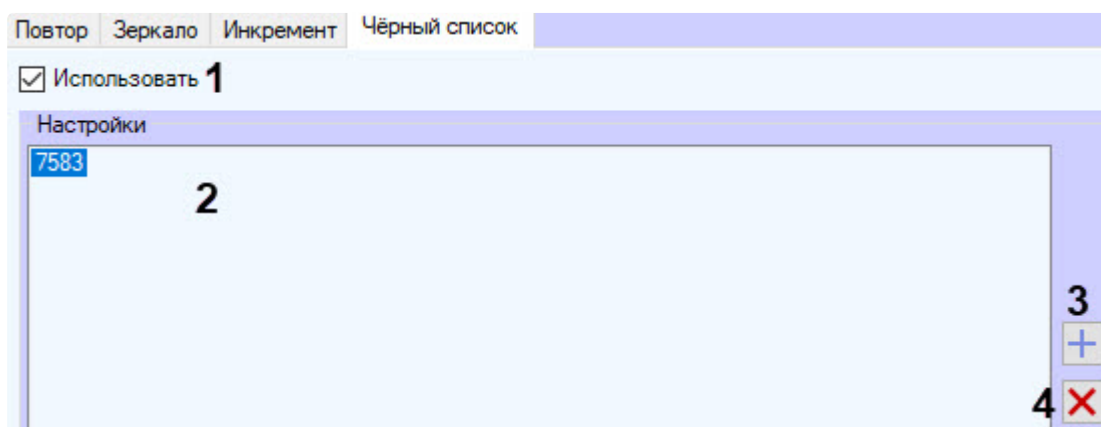 Повтор Зеркало Инкремент Чёрный список
Использовать 1
Настройки
7583
2
3
4